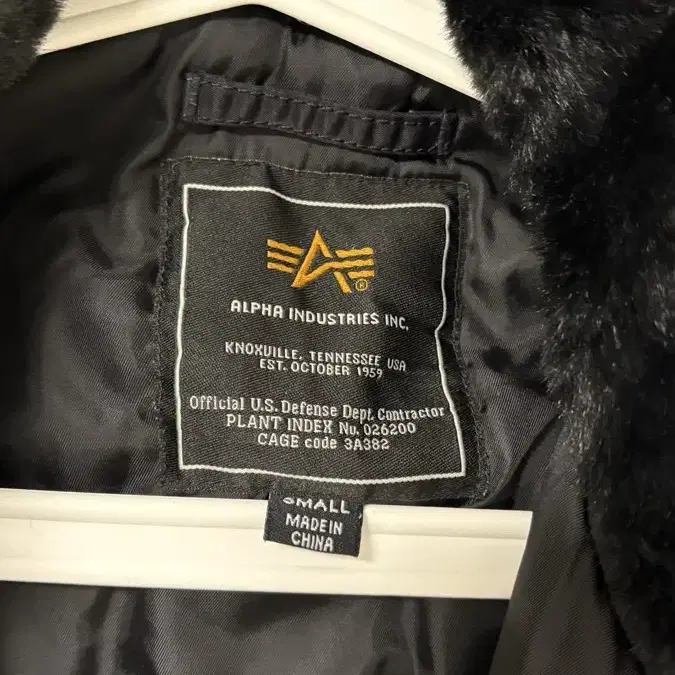 ALPHA INDUSTRIES INC.
KNOXVILLE, TENNESSEE USA
EST. OCTOBER 1959
Official U.S. Defense Dept. Contractor
PLANT INDEX No. 026200
CAGE code 3A382
SMALL
MADE IN
CHINA